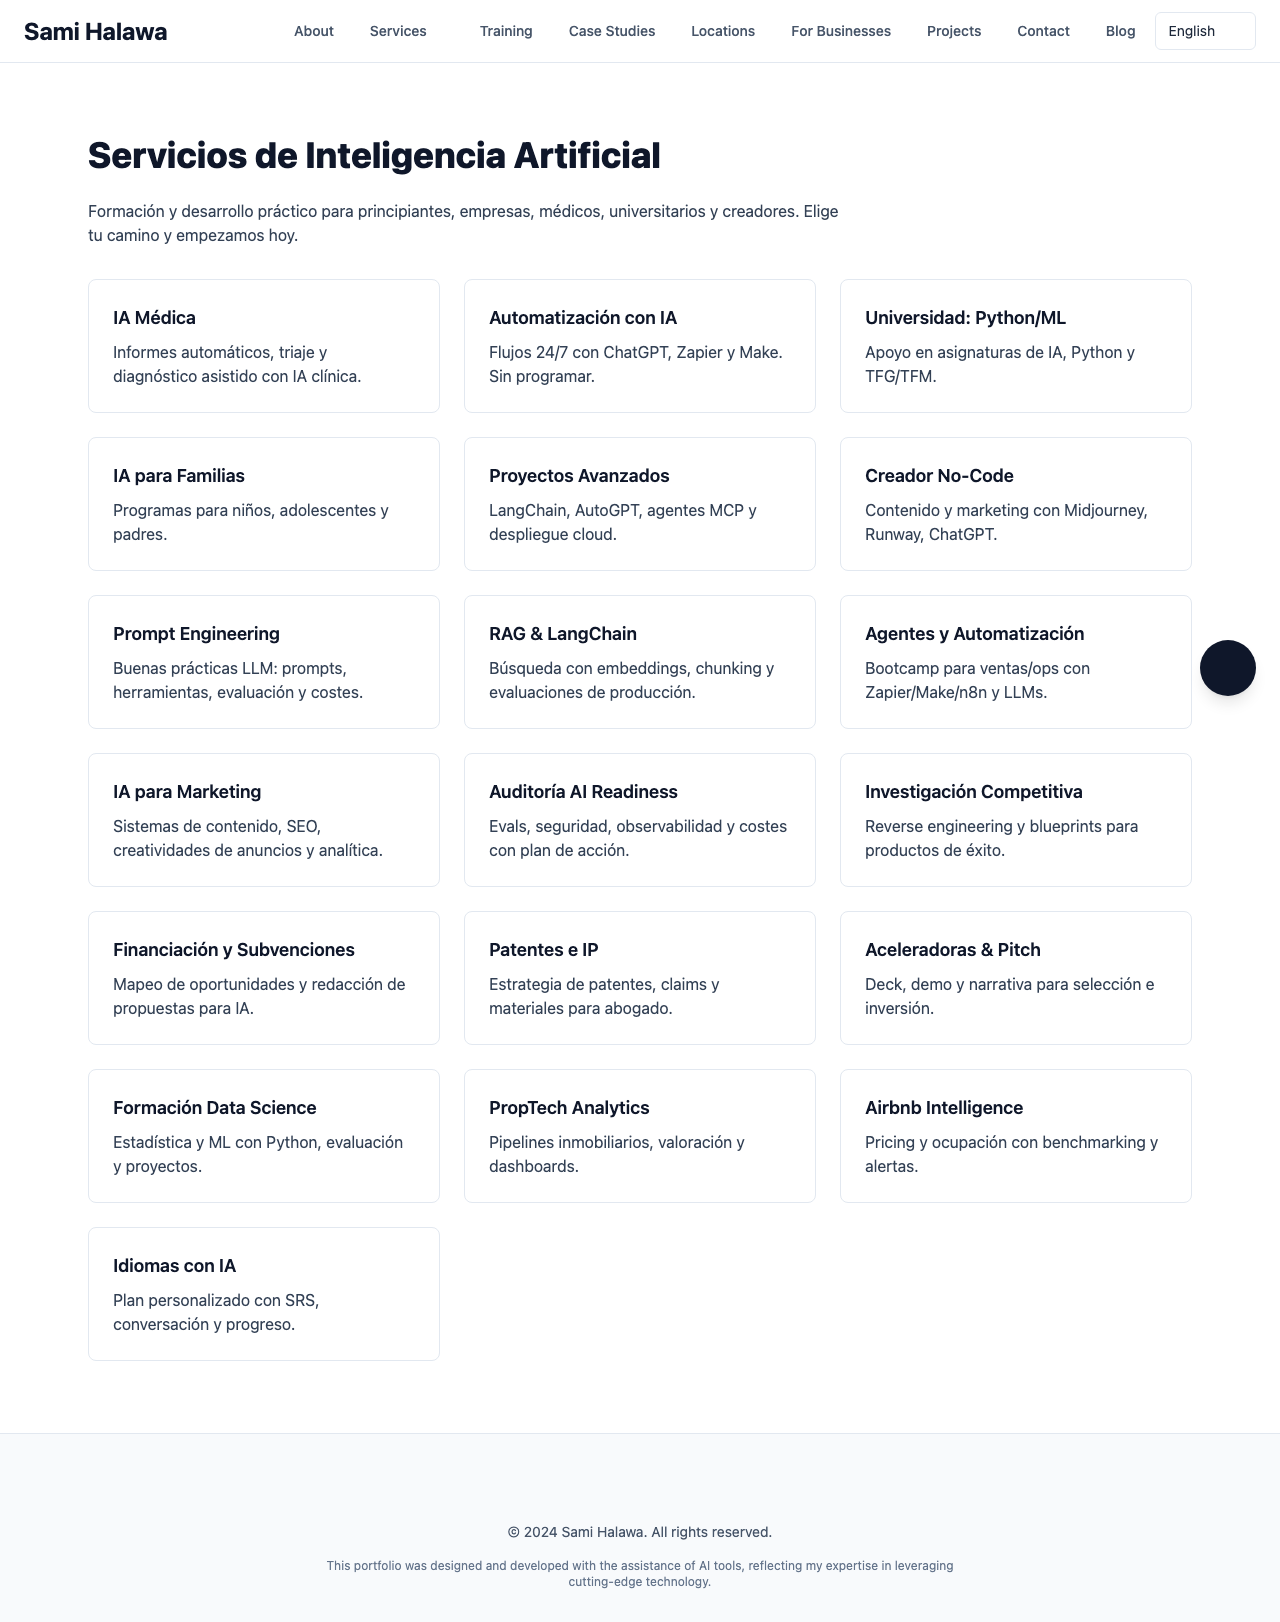 Sami Halawa
About
Services
Training
Case Studies
Locations
For Businesses
Projects
Contact
Blog
English
Servicios de Inteligencia Artificial
Formación y desarrollo práctico para principiantes, empresas, médicos, universitarios y creadores. Elige
tu camino y empezamos hoy.
IA Médica
Informes automáticos, triaje y
diagnóstico asistido con IA clínica.
Automatización con IA
Flujos 24/7 con ChatGPT, Zapier y Make.
Sin programar.
Universidad: Python/ML
Apoyo en asignaturas de IA, Python y
TFG/TFM.
IA para Familias
Programas para niños, adolescentes y
padres.
Proyectos Avanzados
LangChain, AutoGPT, agentes MCP y
despliegue cloud.
Creador No-Code
Contenido y marketing con Midjourney,
Runway, ChatGPT.
Prompt Engineering
Buenas prácticas LLM: prompts,
herramientas, evaluación y costes.
RAG & LangChain
Búsqueda con embeddings, chunking y
evaluaciones de producción.
Agentes y Automatización
Bootcamp para ventas/ops con
Zapier/Make/n8n y LLMs.
IA para Marketing
Sistemas de contenido, SEO,
creatividades de anuncios y analítica.
Auditoría AI Readiness
Evals, seguridad, observabilidad y costes
con plan de acción.
Investigación Competitiva
Reverse engineering y blueprints para
productos de éxito.
Financiación y Subvenciones
Mapeo de oportunidades y redacción de
propuestas para IA.
Patentes e IP
Estrategia de patentes, claims y
materiales para abogado.
Aceleradoras & Pitch
Deck, demo y narrativa para selección e
inversión.
Formación Data Science
Estadística y ML con Python, evaluación
y proyectos.
PropTech Analytics
Pipelines inmobiliarios, valoración y
dashboards.
Airbnb Intelligence
Pricing y ocupación con benchmarking y
alertas.
Idiomas con IA
Plan personalizado con SRS,
conversación y progreso.
© 2024 Sami Halawa. All rights reserved.
This portfolio was designed and developed with the assistance of AI tools, reflecting my expertise in leveraging
cutting-edge technology.